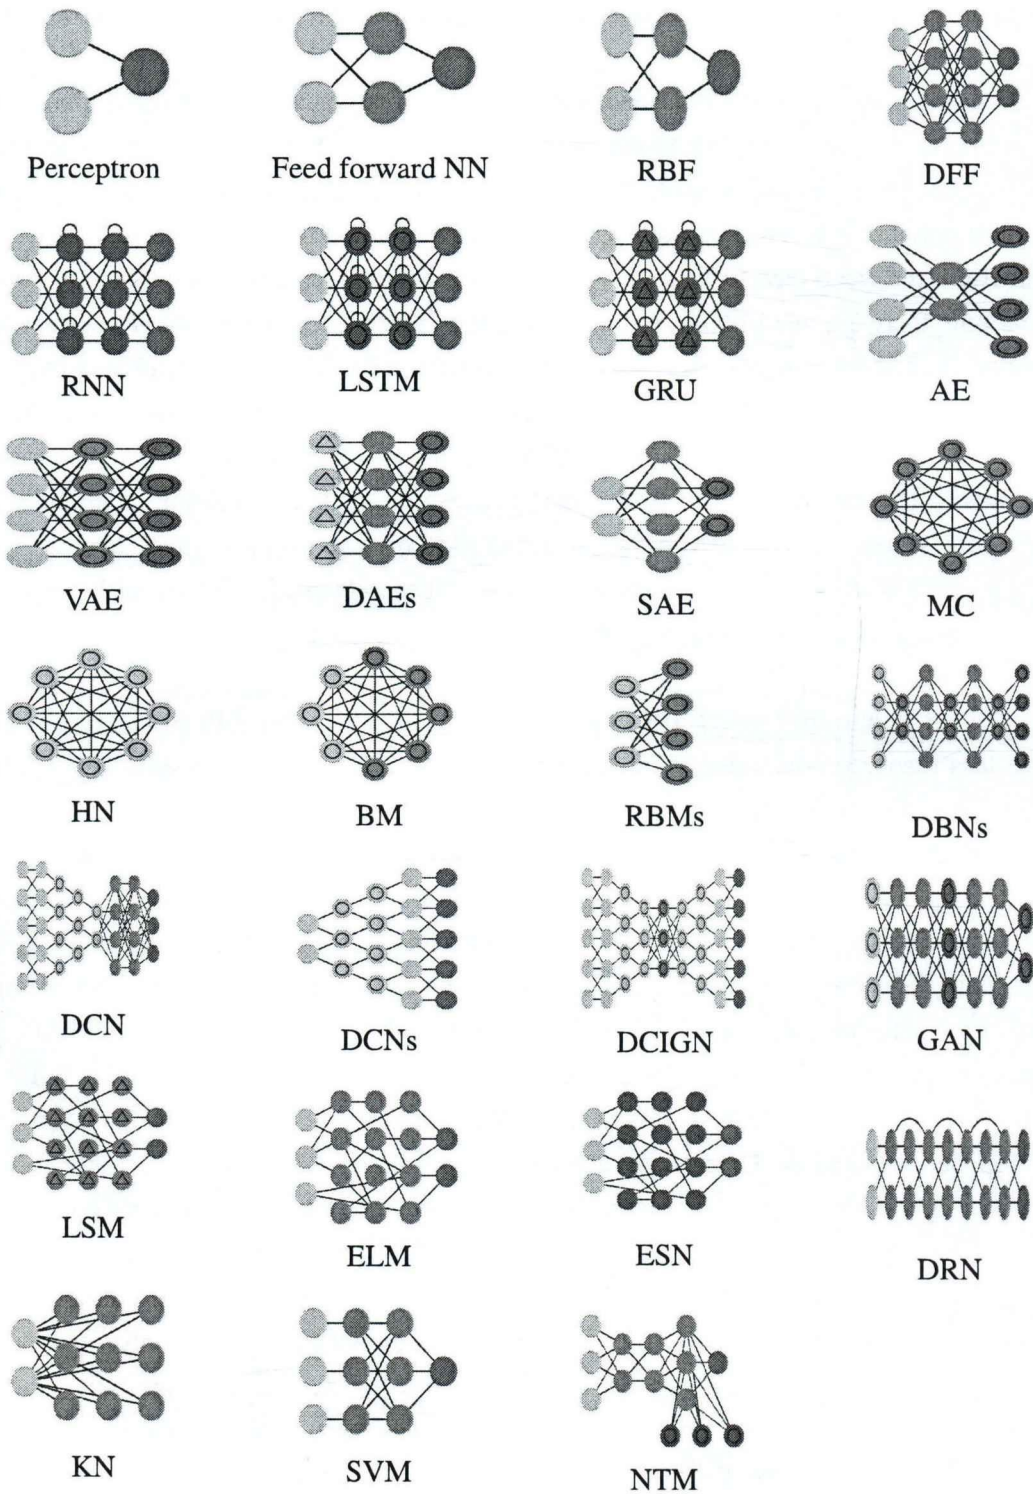 Perceptron
Feed forward NN
RBF
DFF
RNN
LSTM
GRU
AE
VAE
DAEs
SAE
MC
HN
BM
RBMs
DBNs
DCN
DCNs
DCIGN
GAN
LSM
ELM
ESN
DRN
KN
SVM
NTM